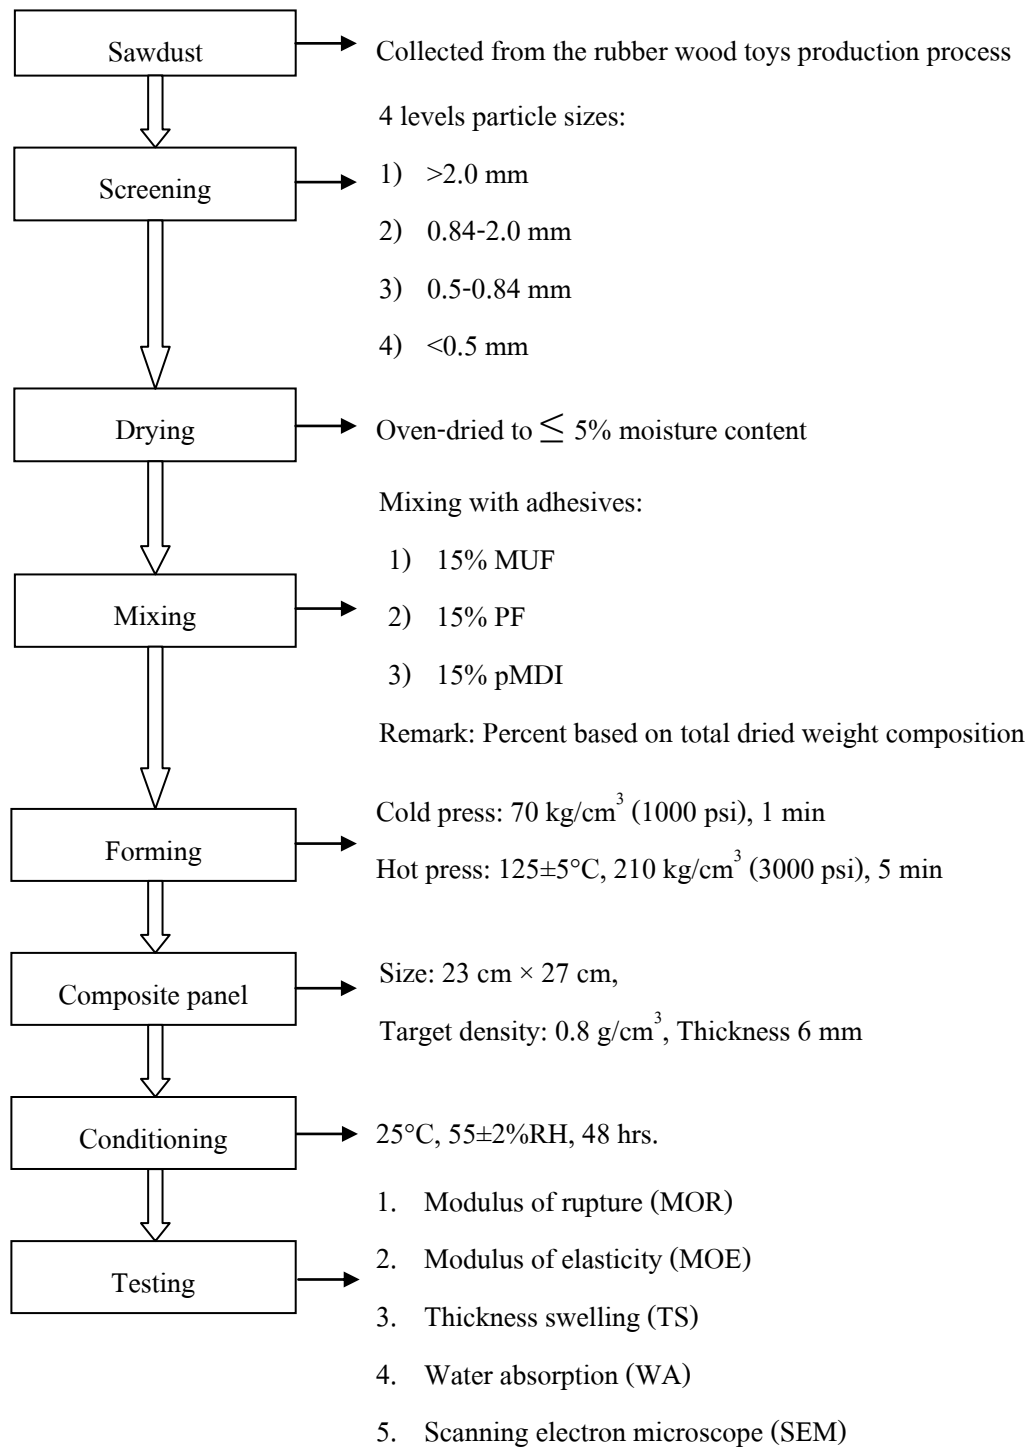 Sawdust
Collected from the rubber wood toys production process
4 levels particle sizes:
Screening
1) >2.0 mm
2) 0.84-2.0 mm
3) 0.5-0.84 mm
4) <0.5 mm
Drying
Oven-dried to ≤ 5% moisture content
Mixing with adhesives:
1) 15% MUF
Mixing
2) 15% PF
3) 15% pMDI
Remark: Percent based on total dried weight composition
Forming
Cold press: 70 kg/cm³ (1000 psi), 1 min
Hot press: 125±5°C, 210 kg/cm³ (3000 psi), 5 min
Composite panel
Size: 23 cm × 27 cm,
Target density: 0.8 g/cm³, Thickness 6 mm
Conditioning
25°C, 55±2%RH, 48 hrs.
Testing
1. Modulus of rupture (MOR)
2. Modulus of elasticity (MOE)
3. Thickness swelling (TS)
4. Water absorption (WA)
5. Scanning electron microscope (SEM)